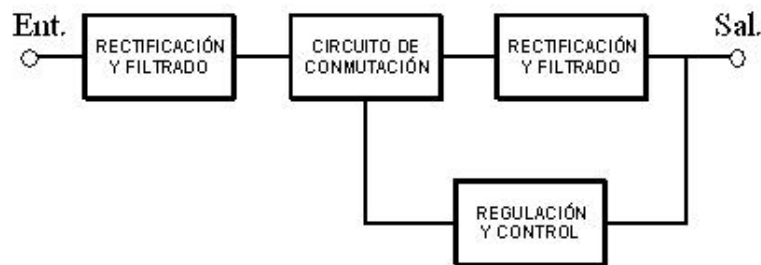 Ent.
Sal.
RECTIFICACIÓN
Y FILTRADO
CIRCUITO DE
CONMUTACIÓN
RECTIFICACIÓN
Y FILTRADO
REGULACIÓN
Y CONTROL